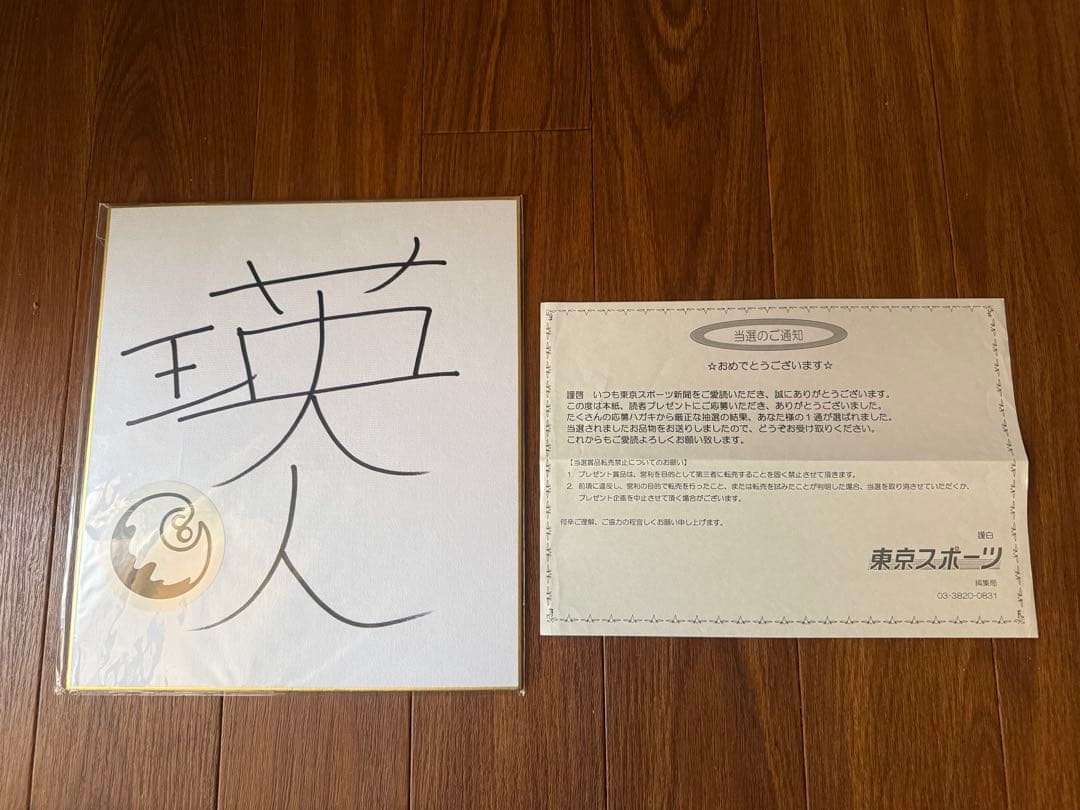 瑛
人
8
当選のご通知
☆おめでとうございます☆
謹啓 いつも東京スポーツ新聞をご愛読いただき、誠にありがとうございます。
この度は本紙、読者プレゼントにご応募いただき、ありがとうございました。
たくさんの応募ハガキから厳正な抽選の結果、あなた様の1通が選ばれました。
当選されましたお品物をお送りしましたので、どうぞお受け取りください。
これからもご愛読よろしくお願い致します。
【当選賞品転売禁止についてのお願い】
1. プレゼント賞品は、営利を目的として第三者に転売することを固く禁止させて頂きます。
2. 前項に違反し、営利の目的で転売を行ったこと、または転売を試みたことが判明した場合、当選を取り消させていただくか、
プレゼント企画を中止させて頂く場合がございます。
何卒ご理解、ご協力の程宜しくお願い申し上げます。
謹白
東京スポーツ
編集局
03-3820-0831